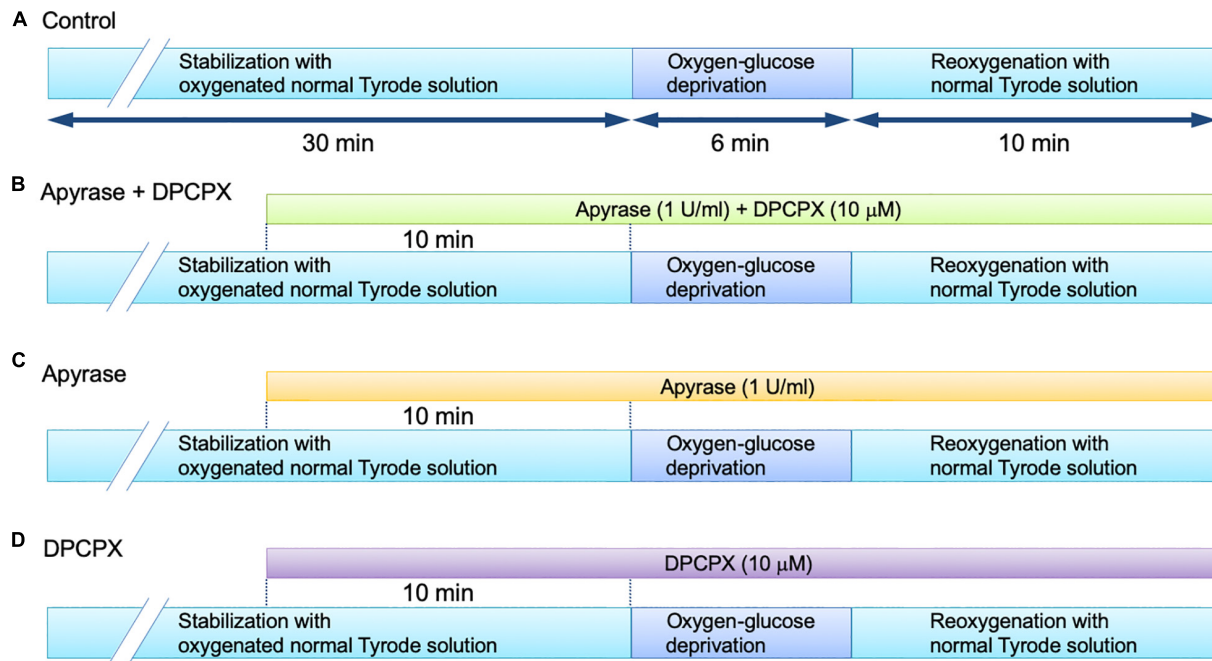 A Control
Stabilization with
oxygenated normal Tyrode solution
Oxygen-glucose
deprivation
Reoxygenation with
normal Tyrode solution
30 min
6 min
10 min
B Apyrase + DPCPX
Apyrase (1 U/ml) + DPCPX (10 μM)
10 min
Stabilization with
oxygenated normal Tyrode solution
Oxygen-glucose
deprivation
Reoxygenation with
normal Tyrode solution
C Apyrase
Apyrase (1 U/ml)
10 min
Stabilization with
oxygenated normal Tyrode solution
Oxygen-glucose
deprivation
Reoxygenation with
normal Tyrode solution
D DPCPX
DPCPX (10 μM)
10 min
Stabilization with
oxygenated normal Tyrode solution
Oxygen-glucose
deprivation
Reoxygenation with
normal Tyrode solution